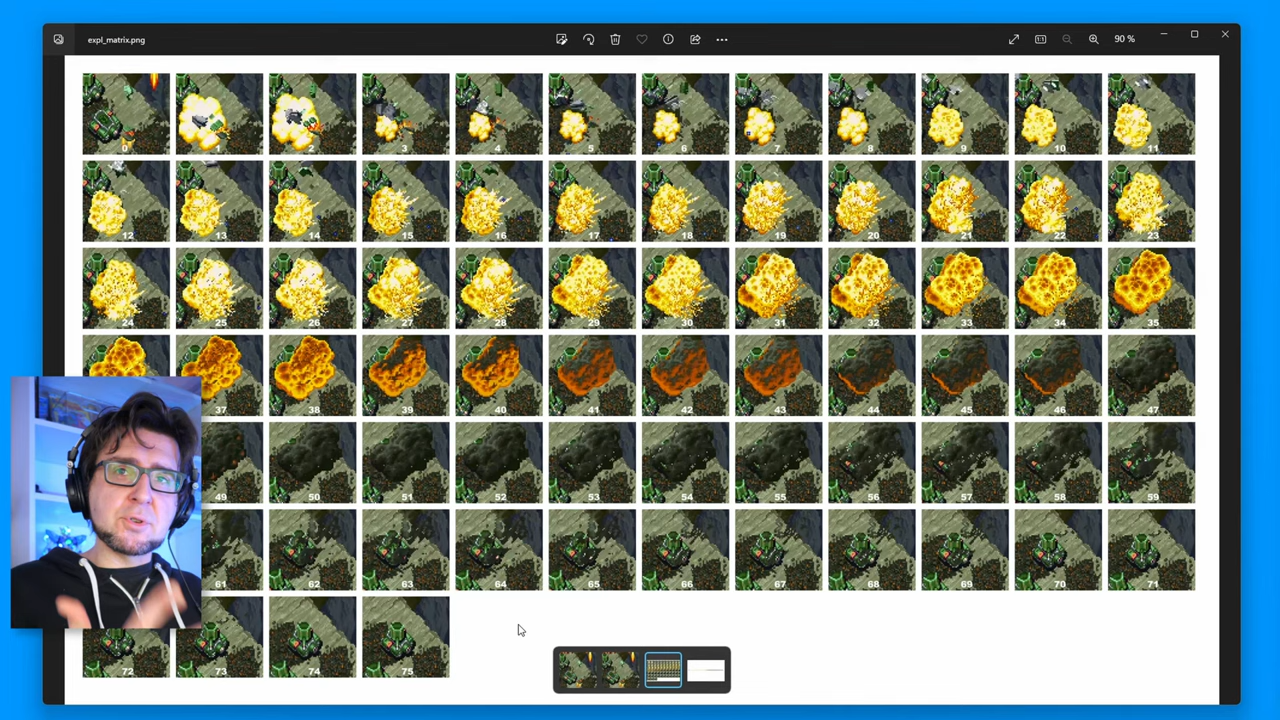 expl_matrix.png
90 %
0 1 2 3 4 5 6 7 8 9 10 11
12 13 14 15 16 17 18 19 20 21 22 23
24 25 26 27 28 29 30 31 32 33 34 35
37 38 39 40 41 42 43 44 45 46 47
49 50 51 52 53 54 55 56 57 58 59
61 62 63 64 65 66 67 68 69 70 71
72 73 74 75